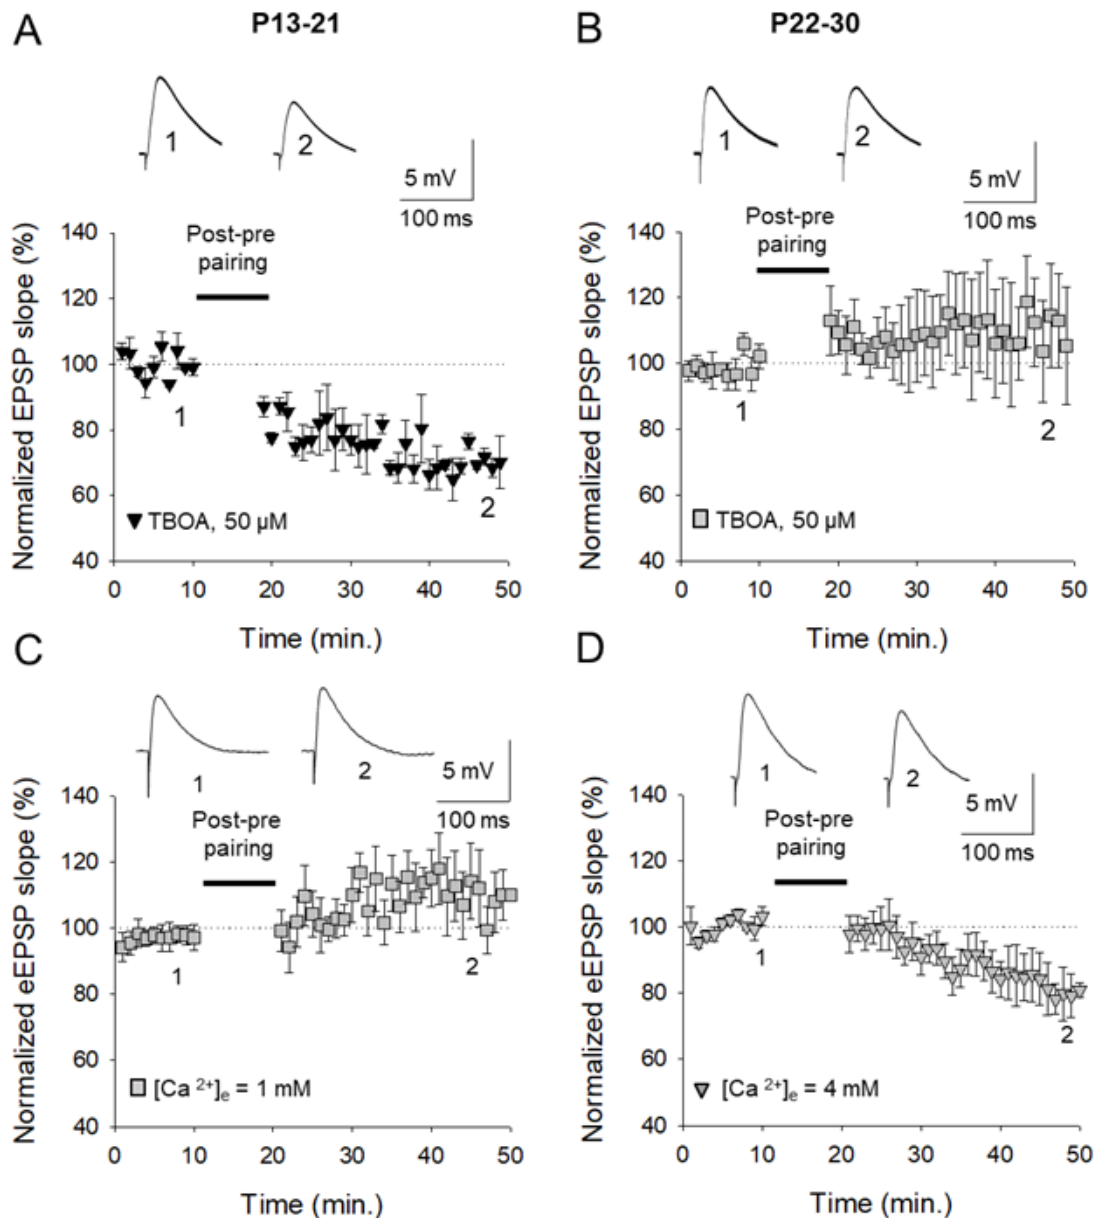 A
P13-21
B
P22-30
1
2
5 mV
100 ms
1
2
5 mV
100 ms
Normalized EPSP slope (%)
140
120
100
80
60
40
Post-pre
pairing
1
2
TBOA, 50 µM
0
10
20
30
40
50
Time (min.)
Normalized EPSP slope (%)
140
120
100
80
60
40
Post-pre
pairing
1
2
TBOA, 50 µM
0
10
20
30
40
50
Time (min.)
C
D
1
2
5 mV
100 ms
1
2
5 mV
100 ms
Normalized eEPSP slope (%)
140
120
100
80
60
40
Post-pre
pairing
1
2
[Ca ²⁺]ₑ = 1 mM
0
10
20
30
40
50
Time (min.)
Normalized eEPSP slope (%)
140
120
100
80
60
40
Post-pre
pairing
1
2
[Ca ²⁺]ₑ = 4 mM
0
10
20
30
40
50
Time (min.)